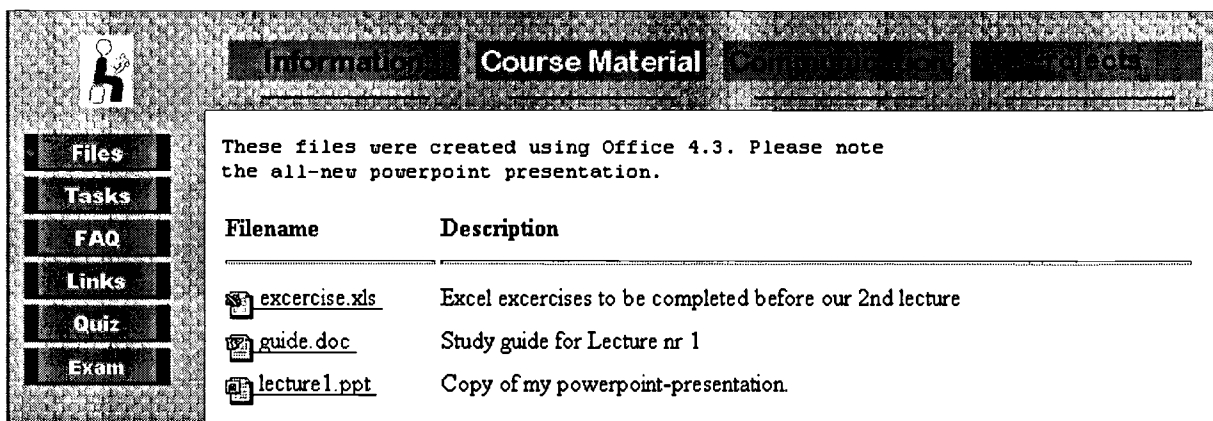 Information Course Material Communication Projects
Files
Tasks
FAQ
Links
Quiz
Exam
These files were created using Office 4.3. Please note
the all-new powerpoint presentation.
Filename Description
excercise.xls Excel excercises to be completed before our 2nd lecture
guide.doc Study guide for Lecture nr 1
lecture1.ppt Copy of my powerpoint-presentation.